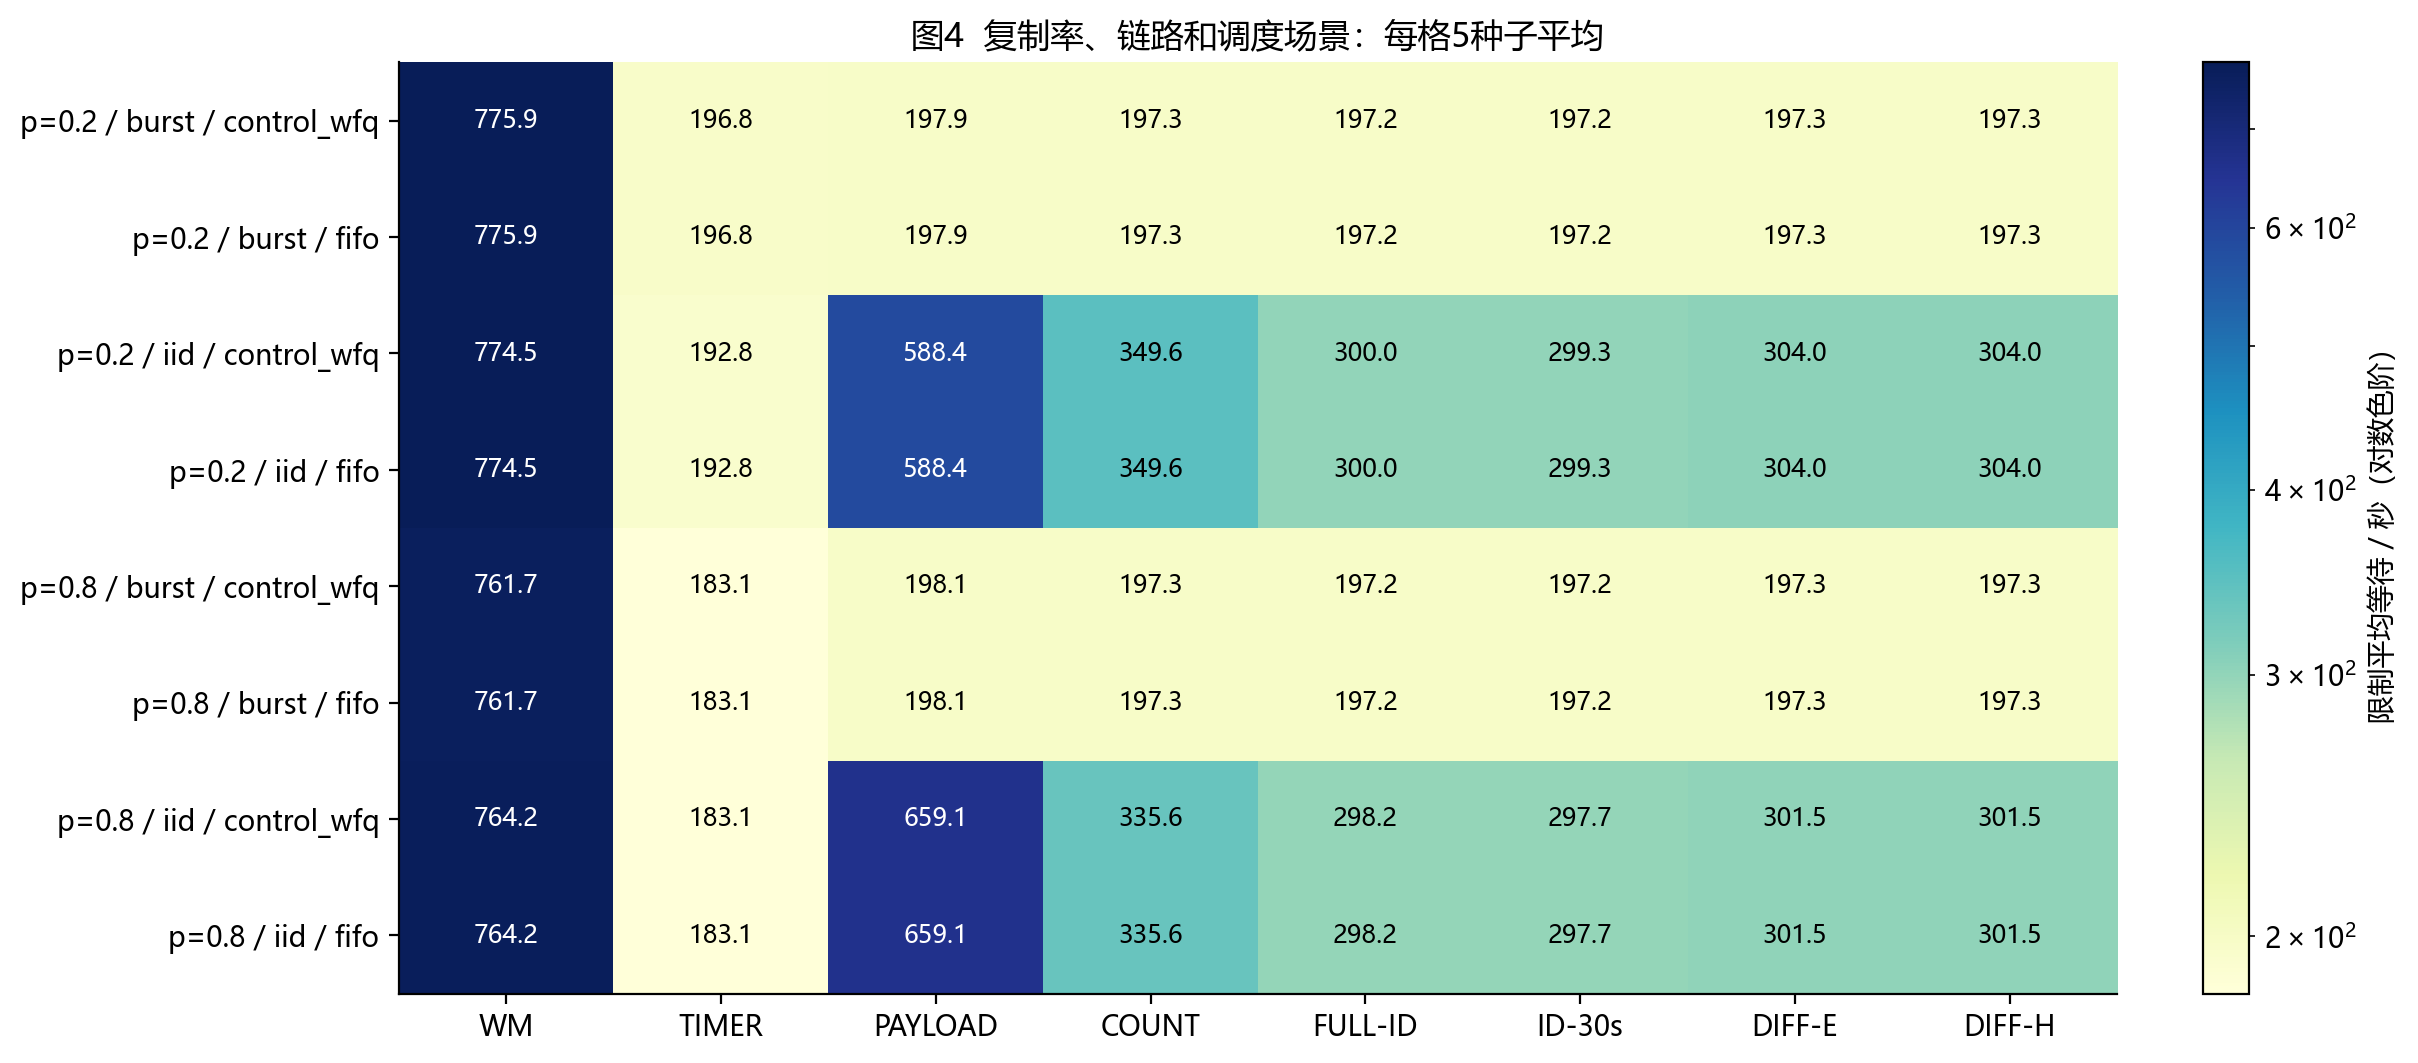 图4 复制率、链路和调度场景：每格5种子平均
p=0.2 / burst / control_wfq 775.9 196.8 197.9 197.3 197.2 197.2 197.3 197.3
p=0.2 / burst / fifo 775.9 196.8 197.9 197.3 197.2 197.2 197.3 197.3
p=0.2 / iid / control_wfq 774.5 192.8 588.4 349.6 300.0 299.3 304.0 304.0
p=0.2 / iid / fifo 774.5 192.8 588.4 349.6 300.0 299.3 304.0 304.0
p=0.8 / burst / control_wfq 761.7 183.1 198.1 197.3 197.2 197.2 197.3 197.3
p=0.8 / burst / fifo 761.7 183.1 198.1 197.3 197.2 197.2 197.3 197.3
p=0.8 / iid / control_wfq 764.2 183.1 659.1 335.6 298.2 297.7 301.5 301.5
p=0.8 / iid / fifo 764.2 183.1 659.1 335.6 298.2 297.7 301.5 301.5
WM TIMER PAYLOAD COUNT FULL-ID ID-30s DIFF-E DIFF-H
6 × 10²
4 × 10²
3 × 10²
2 × 10²
限制平均等待 / 秒（对数色阶）